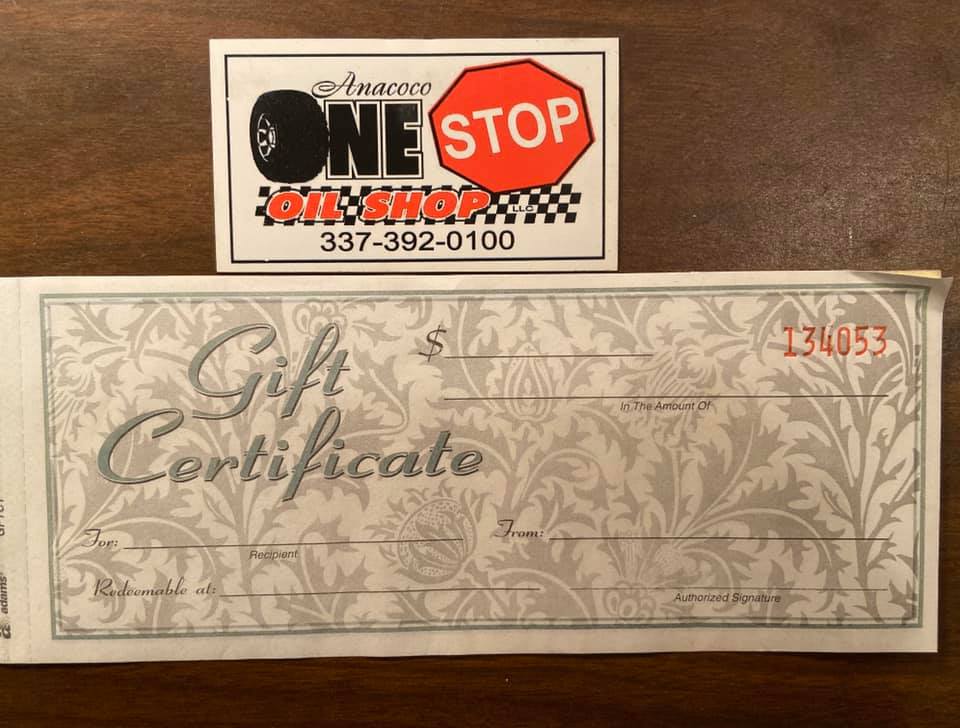 Anacoco
ONE STOP
OIL SHOP LLC
337-392-0100
Gift
Certificate
$
134053
In The Amount Of
For:
From:
Recipient
Redeemable at:
Authorized Signature
adams